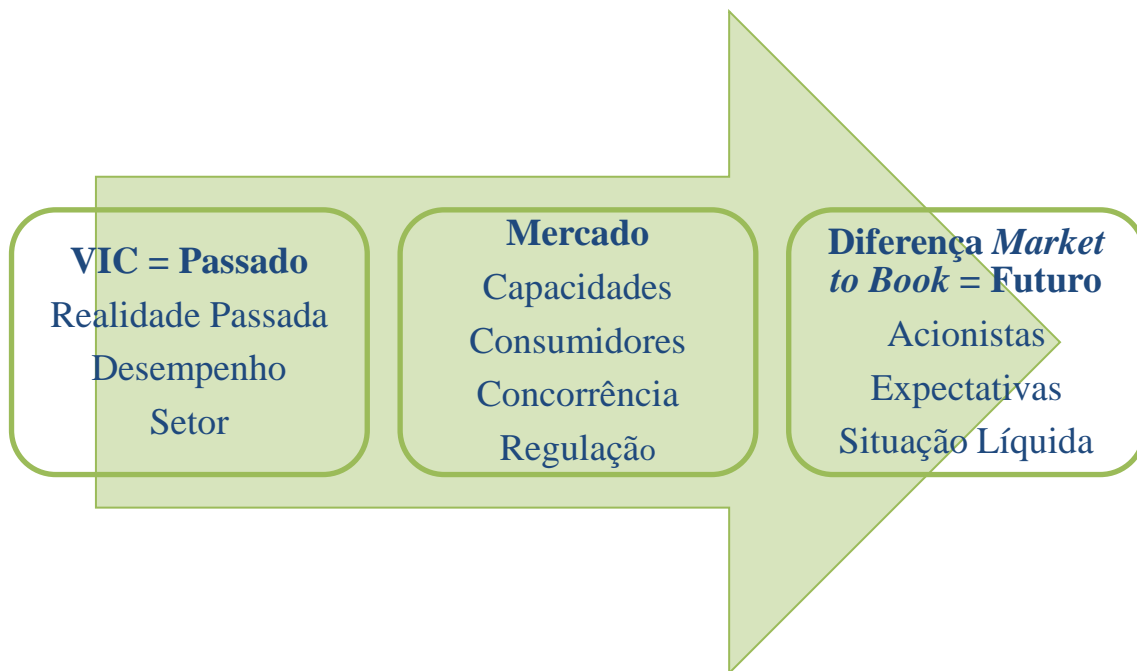 VIC = Passado
Realidade Passada
Desempenho
Setor
Mercado
Capacidades
Consumidores
Concorrência
Regulação
Diferença Market
to Book = Futuro
Acionistas
Expectativas
Situação Líquida